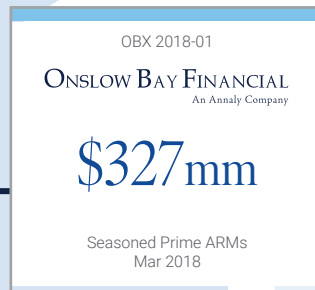 OBX 2018-01
ONSLOW BAY FINANCIAL
An Annaly Company
$327mm
Seasoned Prime ARMs
Mar 2018